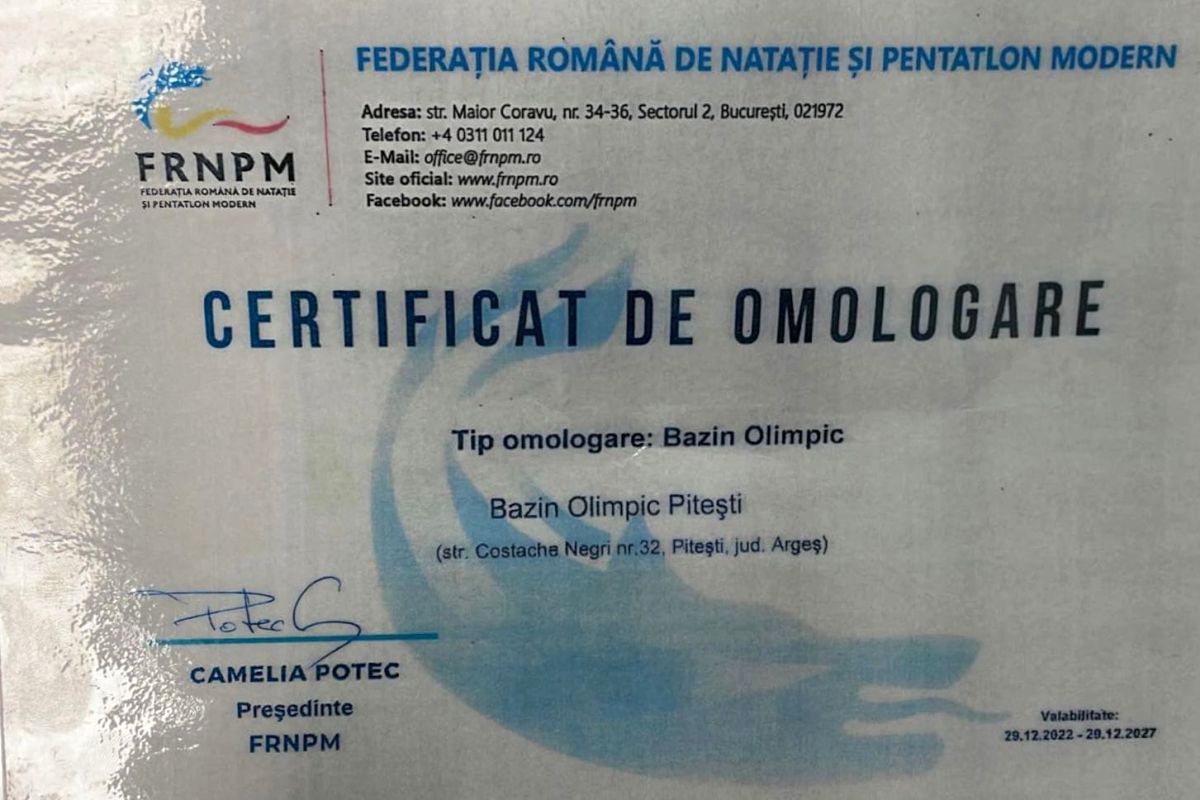 FRNPM
FEDERAȚIA ROMÂNĂ DE NATAȚIE
ȘI PENTATLON MODERN
FEDERAȚIA ROMÂNĂ DE NATAȚIE ȘI PENTATLON MODERN
Adresa: str. Maior Coravu, nr. 34-36, Sectorul 2, București, 021972
Telefon: +4 0311 011 124
E-Mail: office@frnpm.ro
Site oficial: www.frnpm.ro
Facebook: www.facebook.com/frnpm
CERTIFICAT DE OMOLOGARE
Tip omologare: Bazin Olimpic
Bazin Olimpic Pitești
(str. Costache Negri nr.32, Pitești, jud. Argeș)
Potec C
CAMELIA POTEC
Președinte
FRNPM
Valabilitate:
29.12.2022 - 29.12.2027